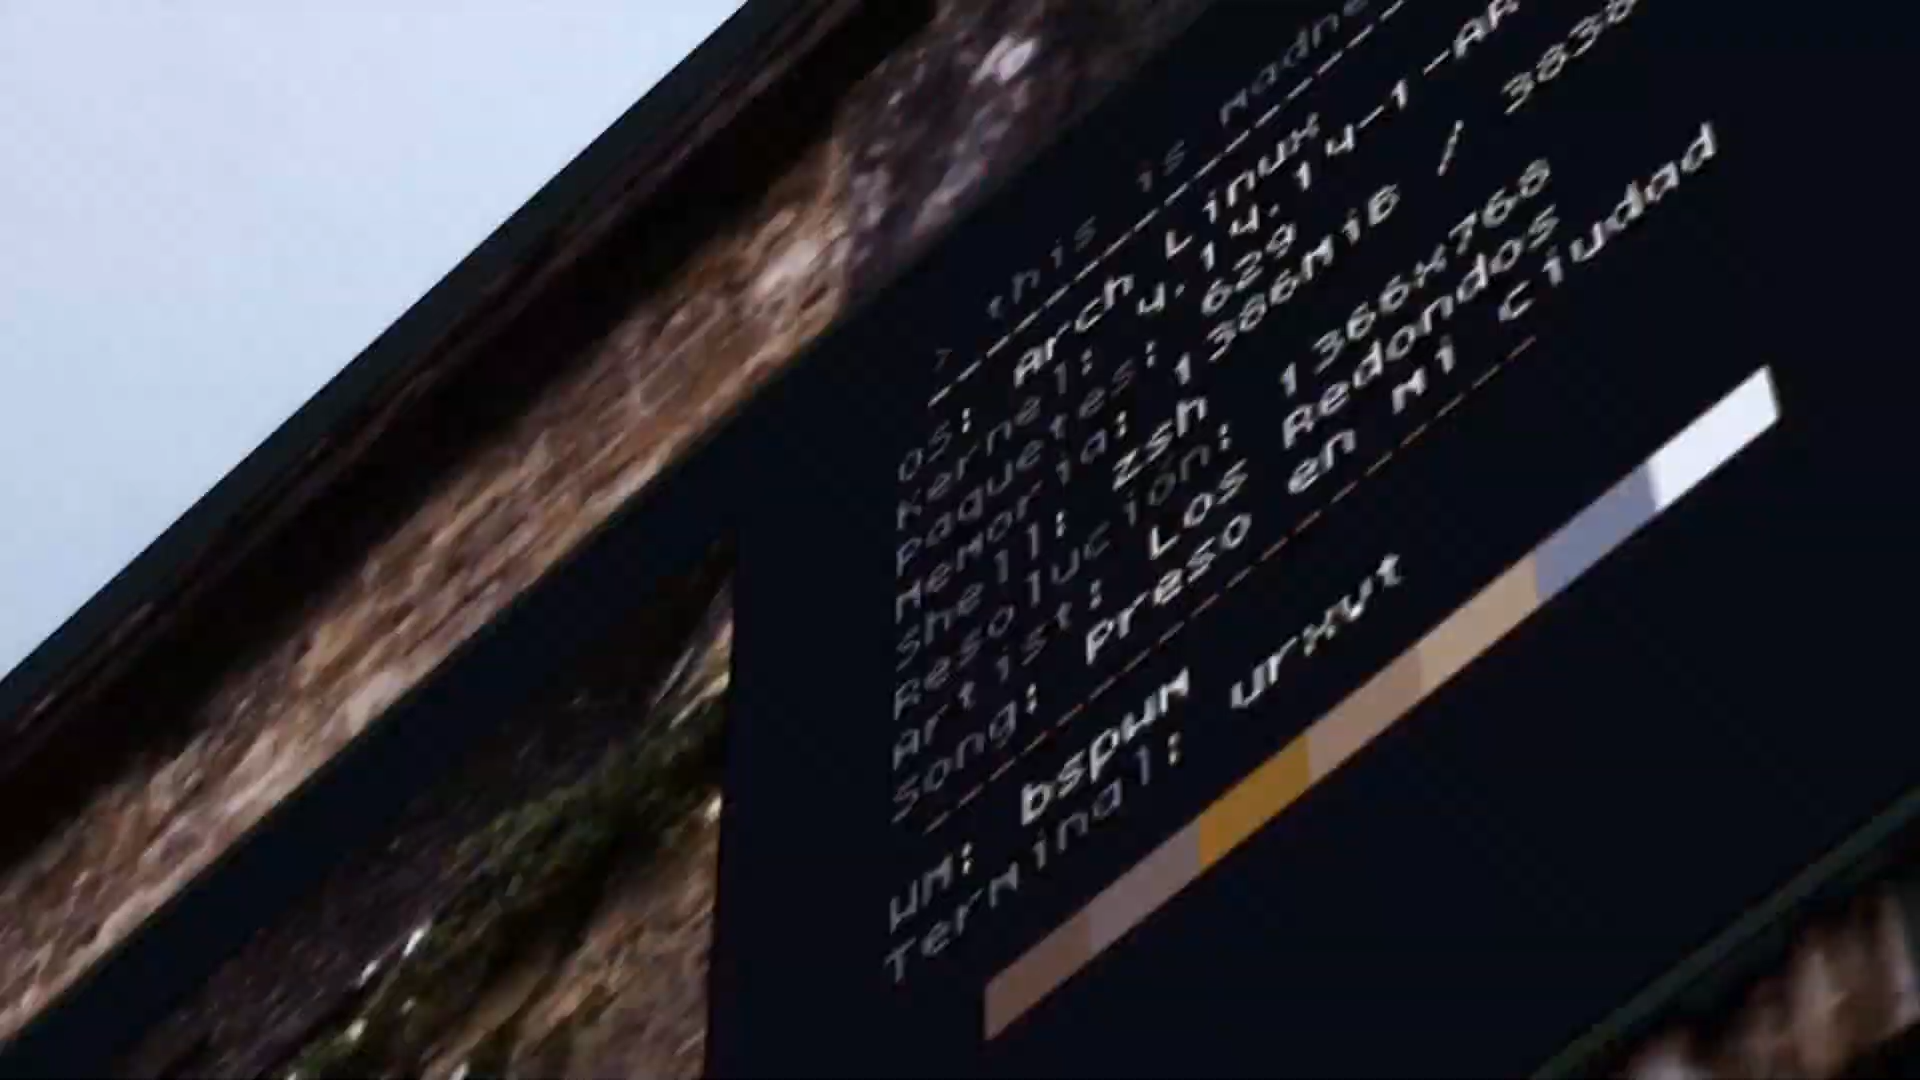 this is Madne
OS: Arch Linux
Kernel: 4.14.14-1-AR
Paquetes: 629
Memoria: 1386MiB / 3838
Shell: zsh
Resolución: 1366x768
Artist: Los Redondos
Song: Preso en Mi Ciudad
WM: bspwm
Terminal: urxvt